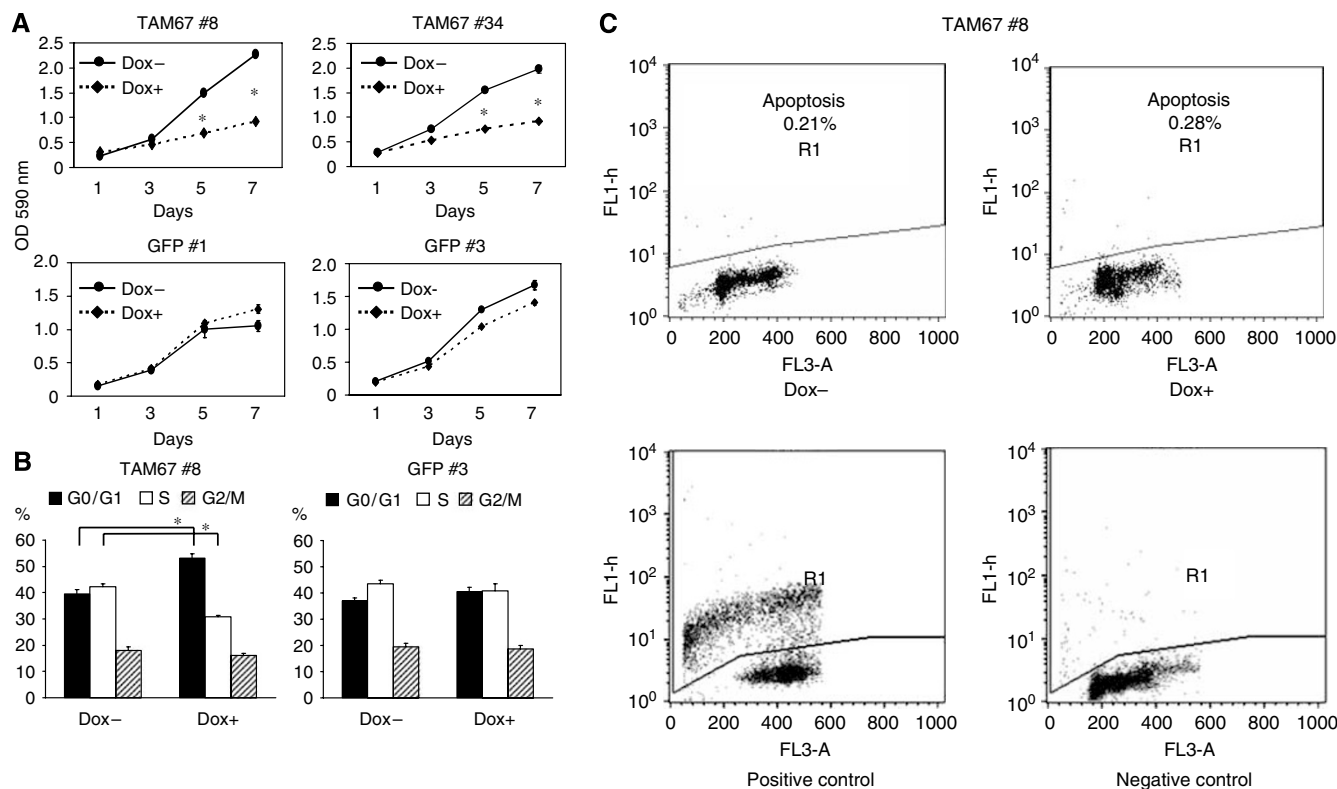 A
TAM67 #8
2.5
2.0
1.5
1.0
0.5
0
Dox−
Dox+
*
*
1 3 5 7
Days
TAM67 #34
2.5
2.0
1.5
1.0
0.5
0
Dox−
Dox+
*
*
1 3 5 7
Days
OD 590 nm
GFP #1
2.0
1.5
1.0
0.5
0
Dox−
Dox+
1 3 5 7
Days
GFP #3
2.0
1.5
1.0
0.5
0
Dox-
Dox+
1 3 5 7
Days
B
TAM67 #8
G0/G1 S G2/M
%
* *
60
50
40
30
20
10
0
Dox− Dox+
GFP #3
G0/G1 S G2/M
%
60
50
40
30
20
10
0
Dox− Dox+
C
TAM67 #8
10⁴
10³
10²
10¹
10⁰
FL1-h
Apoptosis
0.21%
R1
0 200 400 600 800 1000
FL3-A
Dox−
10⁴
10³
10²
10¹
10⁰
FL1-h
Apoptosis
0.28%
R1
0 200 400 600 800 1000
FL3-A
Dox+
10⁴
10³
10²
10¹
10⁰
FL1-h
R1
0 200 400 600 800 1000
FL3-A
Positive control
10⁴
10³
10²
10¹
10⁰
FL1-h
R1
0 200 400 600 800 1000
FL3-A
Negative control